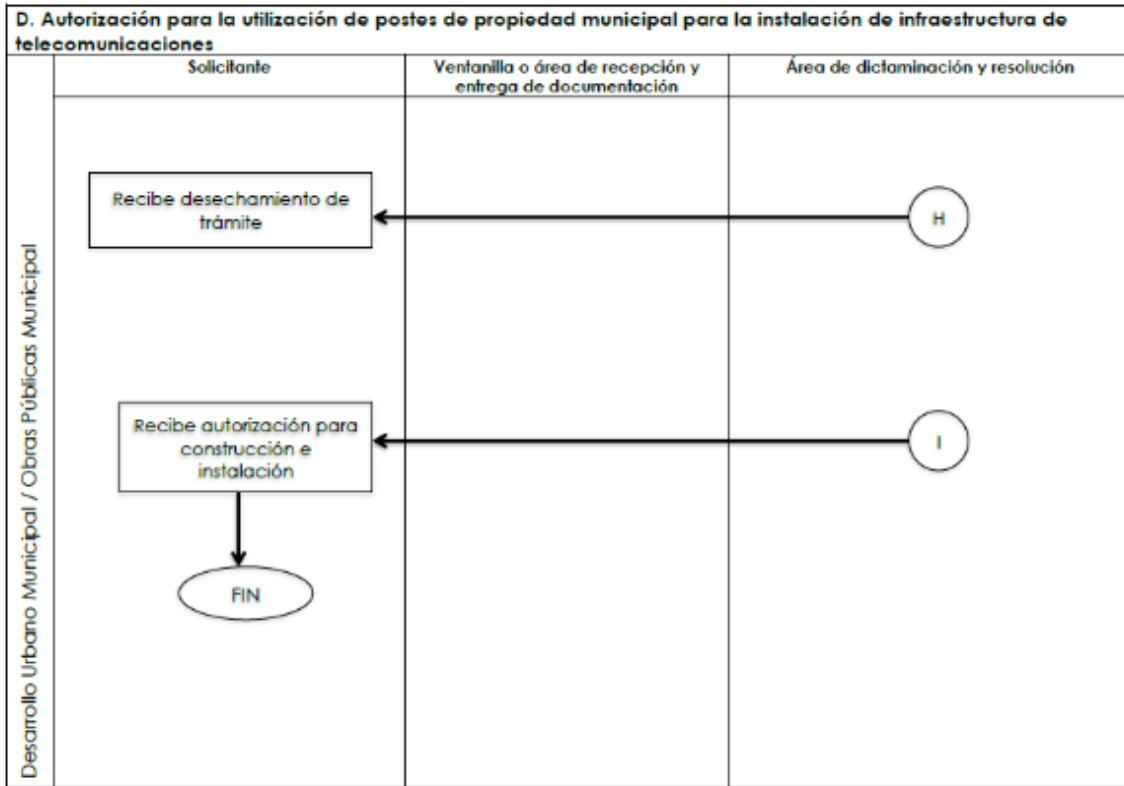 D. Autorización para la utilización de postes de propiedad municipal para la instalación de infraestructura de
telecomunicaciones
Solicitante
Ventanilla o área de recepción y
entrega de documentación
Área de dictaminación y resolución
Desarrollo Urbano Municipal / Obras Públicas Municipal
Recibe desechamiento de
trámite
H
Recibe autorización para
construcción e
instalación
I
FIN